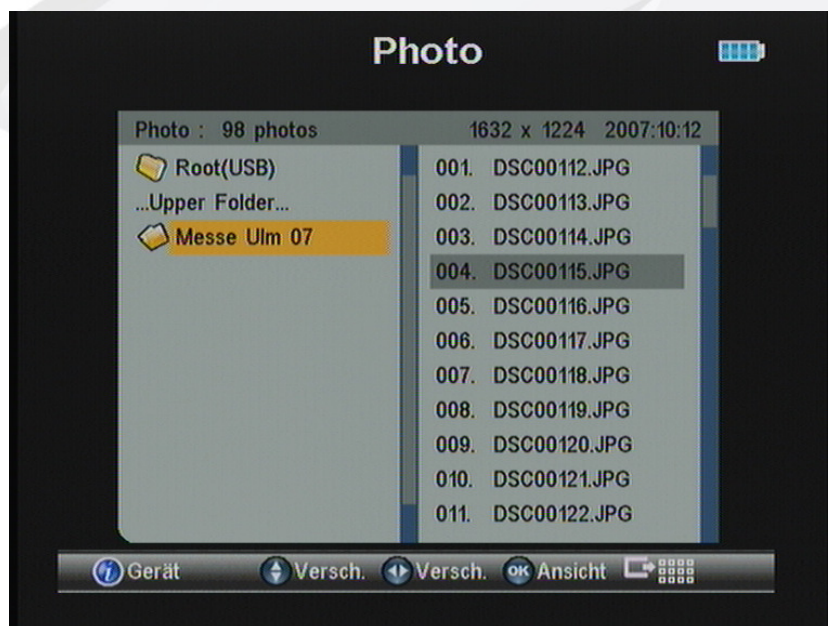 Photo
Photo : 98 photos 1632 x 1224 2007:10:12
Root(USB)
...Upper Folder...
Messe Ulm 07
001. DSC00112.JPG
002. DSC00113.JPG
003. DSC00114.JPG
004. DSC00115.JPG
005. DSC00116.JPG
006. DSC00117.JPG
007. DSC00118.JPG
008. DSC00119.JPG
009. DSC00120.JPG
010. DSC00121.JPG
011. DSC00122.JPG
i Gerät Versch. Versch. OK Ansicht